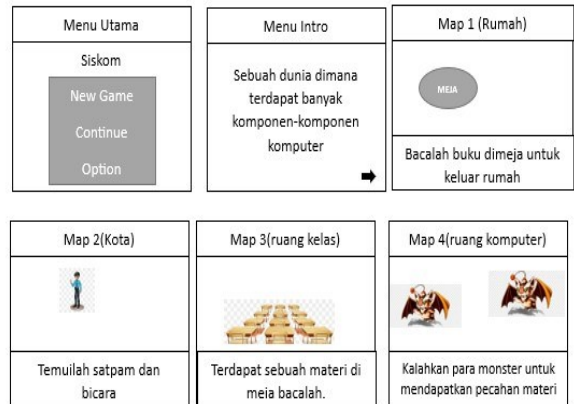 Menu Utama
Siskom
New Game
Continue
Option
Menu Intro
Sebuah dunia dimana
terdapat banyak
komponen-komponen
komputer
Map 1 (Rumah)
MEJA
Bacalah buku dimeja untuk
keluar rumah
Map 2(Kota)
Temuilah satpam dan
bicara
Map 3(ruang kelas)
Terdapat sebuah materi di
meja bacalah.
Map 4(ruang komputer)
Kalahkan para monster untuk
mendapatkan pecahan materi